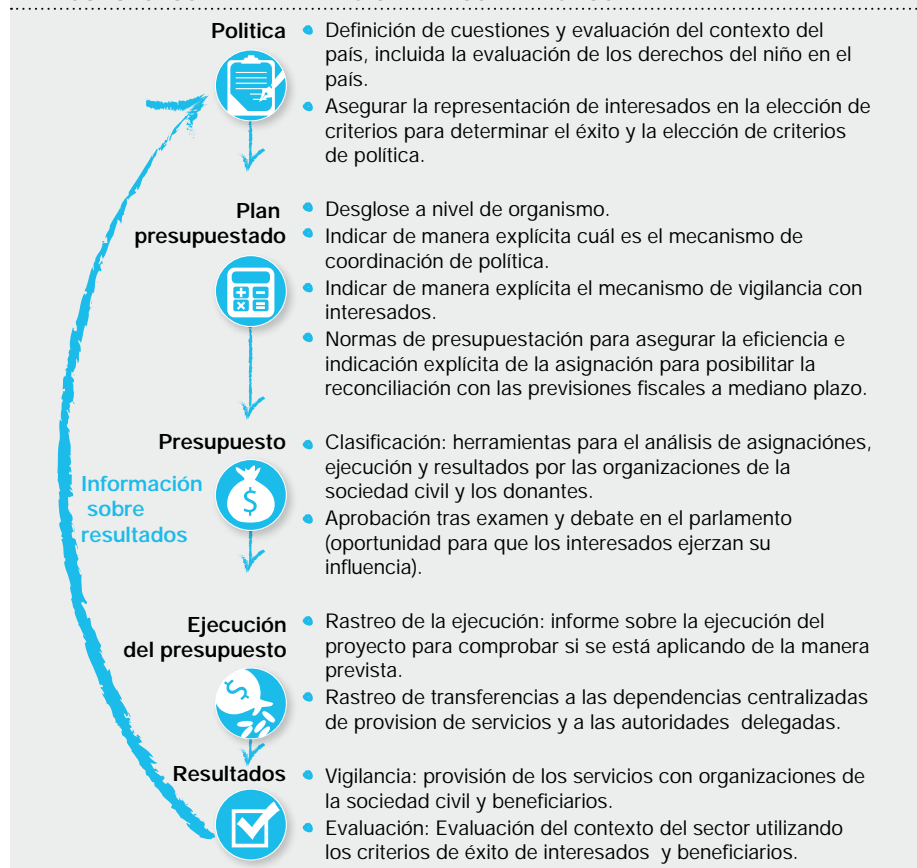 Politica
Definición de cuestiones y evaluación del contexto del
país, incluida la evaluación de los derechos del niño en el
país.
Asegurar la representación de interesados en la elección de
criterios para determinar el éxito y la elección de criterios
de política.
Plan
presupuestado
Desglose a nivel de organismo.
Indicar de manera explícita cuál es el mecanismo de
coordinación de política.
Indicar de manera explícita el mecanismo de vigilancia con
interesados.
Normas de presupuestación para asegurar la eficiencia e
indicación explícita de la asignación para posibilitar la
reconciliación con las previsiones fiscales a mediano plazo.
Presupuesto
Clasificación: herramientas para el análisis de asignaciónes,
ejecución y resultados por las organizaciones de la
sociedad civil y los donantes.
Aprobación tras examen y debate en el parlamento
(oportunidad para que los interesados ejerzan su
influencia).
Información
sobre
resultados
Ejecución
del presupuesto
Rastreo de la ejecución: informe sobre la ejecución del
proyecto para comprobar si se está aplicando de la manera
prevista.
Rastreo de transferencias a las dependencias centralizadas
de provision de servicios y a las autoridades delegadas.
Resultados
Vigilancia: provisión de los servicios con organizaciones de
la sociedad civil y beneficiarios.
Evaluación: Evaluación del contexto del sector utilizando
los criterios de éxito de interesados y beneficiarios.